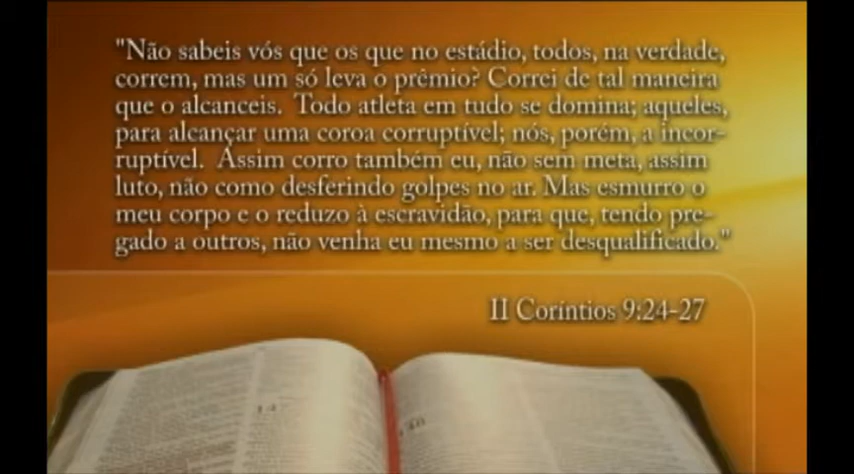 "Não sabeis vós que os que no estádio, todos, na verdade,
correm, mas um só leva o prêmio? Correi de tal maneira
que o alcanceis. Todo atleta em tudo se domina; aqueles,
para alcançar uma coroa corruptível; nós, porém, a incor-
ruptível. Assim corro também eu, não sem meta, assim
luto, não como desferindo golpes no ar. Mas esmurro o
meu corpo e o reduzo à escravidão, para que, tendo pre-
gado a outros, não venha eu mesmo a ser desqualificado."
II Coríntios 9:24-27
14